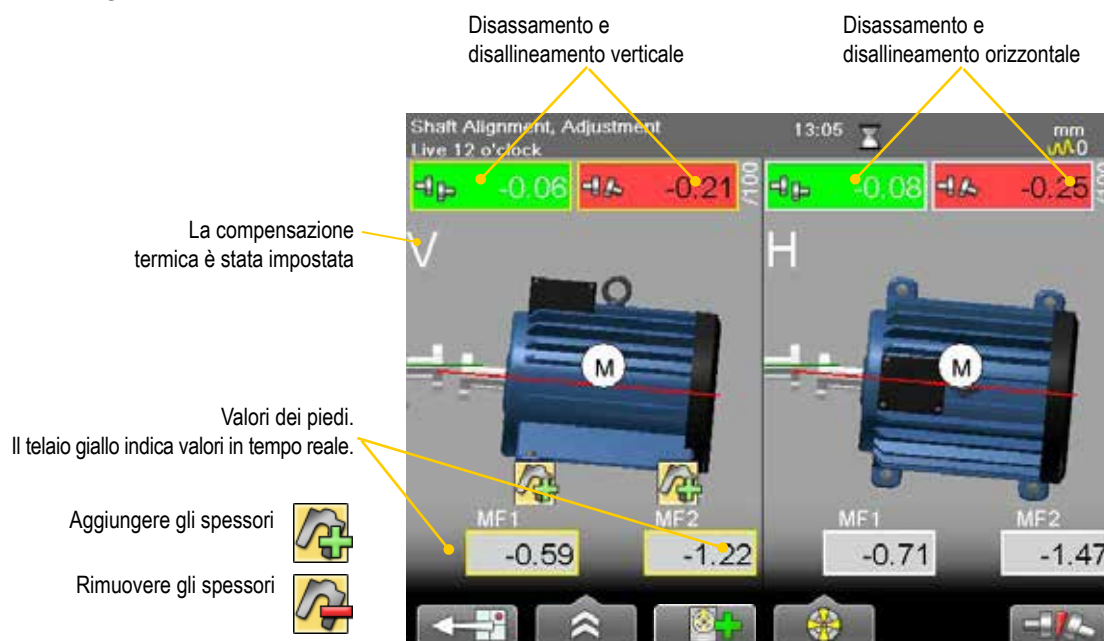 Disassamento e
disallineamento verticale
Disassamento e
disallineamento orizzontale
Shaft Alignment, Adjustment
Live 12 o'clock
13:05
mm
0
-0.06
-0.21
/100
-0.08
-0.25
/100
La compensazione
termica è stata impostata
V
H
M
M
Valori dei piedi.
Il telaio giallo indica valori in tempo reale.
MF1
MF2
MF1
MF2
-0.59
-1.22
-0.71
-1.47
Aggiungere gli spessori
Rimuovere gli spessori